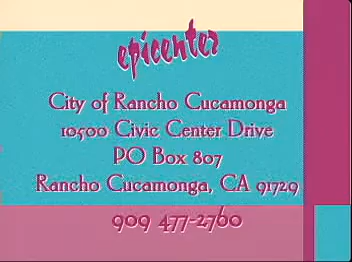 epicenter
City of Rancho Cucamonga
10500 Civic Center Drive
PO Box 807
Rancho Cucamonga, CA 91729
909 477-2760